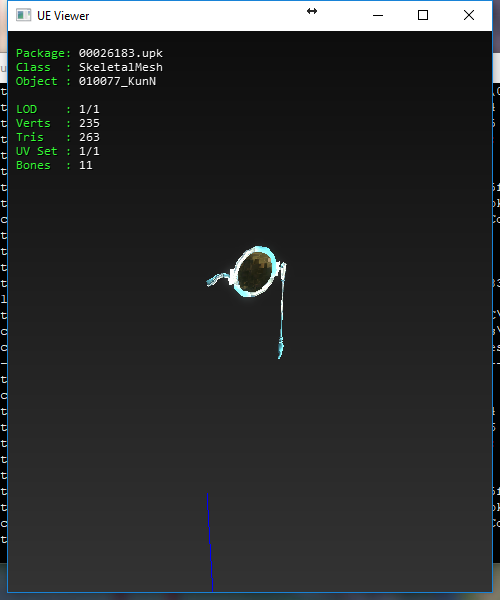 UE Viewer
Package: 00026183.upk
Class : SkeletalMesh
Object : 010077_KunN
LOD : 1/1
Verts : 235
Tris : 263
UV Set : 1/1
Bones : 11